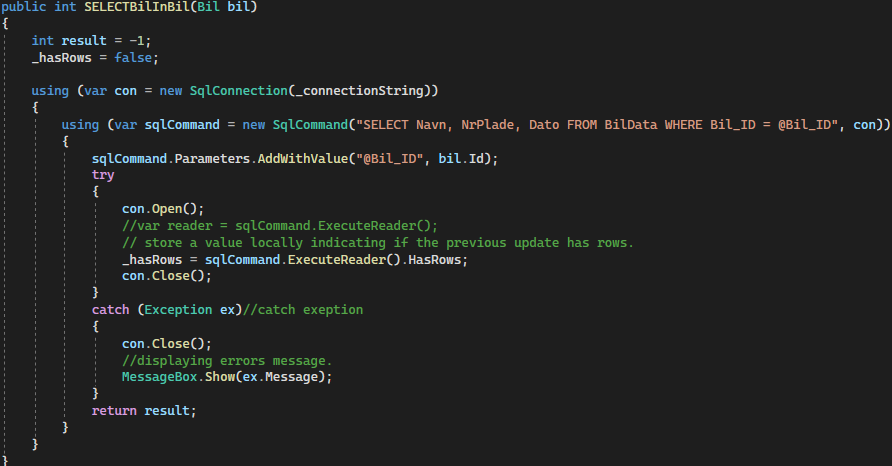 public int SELECTBilInBil(Bil bil)
{
int result = -1;
_hasRows = false;
using (var con = new SqlConnection(_connectionString))
{
using (var sqlCommand = new SqlCommand("SELECT Navn, NrPlade, Dato FROM BilData WHERE Bil_ID = @Bil_ID", con))
{
sqlCommand.Parameters.AddWithValue("@Bil_ID", bil.Id);
try
{
con.Open();
//var reader = sqlCommand.ExecuteReader();
// store a value locally indicating if the previous update has rows.
_hasRows = sqlCommand.ExecuteReader().HasRows;
con.Close();
}
catch (Exception ex)//catch exeption
{
con.Close();
//displaying errors message.
MessageBox.Show(ex.Message);
}
return result;
}
}
}